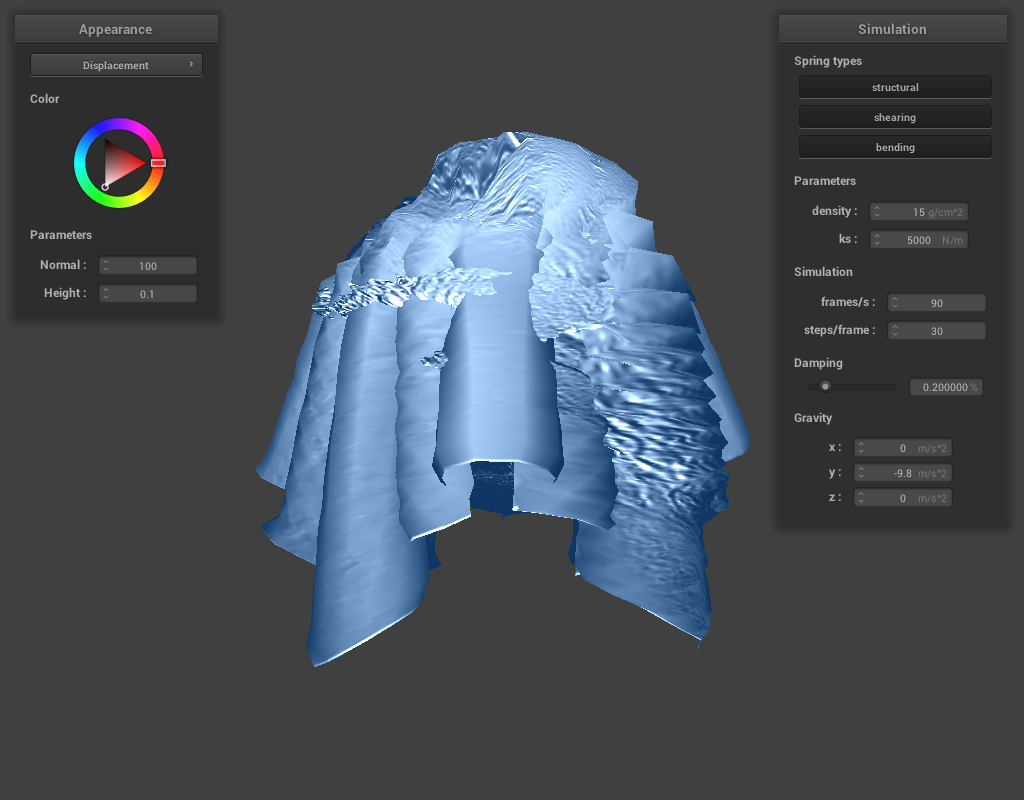 Appearance
Displacement
Color
Parameters
Normal : 100
Height : 0.1
Simulation
Spring types
structural
shearing
bending
Parameters
density : 15 g/cm^2
ks : 5000 N/m
Simulation
frames/s : 90
steps/frame : 30
Damping
0.200000 %
Gravity
x : 0 m/s^2
y : -9.8 m/s^2
z : 0 m/s^2